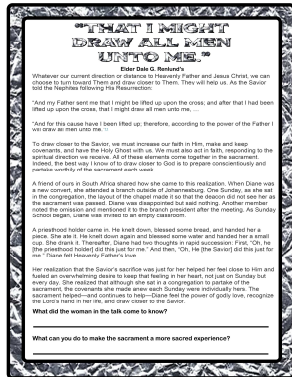 "THAT I MIGHT
DRAW ALL MEN
UNTO ME."
Elder Dale G. Renlund's
Whatever our current direction or distance to Heavenly Father and Jesus Christ, we can
choose to turn toward Them and draw closer to Them. They will help us. As the Savior
told the Nephites following His Resurrection:
"And my Father sent me that I might be lifted up upon the cross; and after that I had been
lifted up upon the cross, that I might draw all men unto me, ...
"And for this cause have I been lifted up; therefore, according to the power of the Father I
will draw all men unto me."
To draw closer to the Savior, we must increase our faith in Him, make and keep
covenants, and have the Holy Ghost with us. We must also act in faith, responding to the
spiritual direction we receive. All of these elements come together in the sacrament.
Indeed, the best way I know of to draw closer to God is to prepare conscientiously and
partake worthily of the sacrament each week.
A friend of ours in South Africa shared how she came to this realization. When Diane was
a new convert, she attended a branch outside of Johannesburg. One Sunday, as she sat
in the congregation, the layout of the chapel made it so that the deacon did not see her as
the sacrament was passed. Diane was disappointed but said nothing. Another member
noted the omission and mentioned it to the branch president after the meeting. As Sunday
School began, Diane was invited to an empty classroom.
A priesthood holder came in. He knelt down, blessed some bread, and handed her a
piece. She ate it. He knelt down again and blessed some water and handed her a small
cup. She drank it. Thereafter, Diane had two thoughts in rapid succession: First, "Oh, he
[the priesthood holder] did this just for me." And then, "Oh, He [the Savior] did this just for
me." Diane felt Heavenly Father's love.
Her realization that the Savior's sacrifice was just for her helped her feel close to Him and
fueled an overwhelming desire to keep that feeling in her heart, not just on Sunday but
every day. She realized that although she sat in a congregation to partake of the
sacrament, the covenants she made anew each Sunday were individually hers. The
sacrament helped—and continues to help—Diane feel the power of godly love, recognize
the Lord's hand in her life, and draw closer to the Savior.
What did the woman in the talk come to know?
What can you do to make the sacrament a more sacred experience?